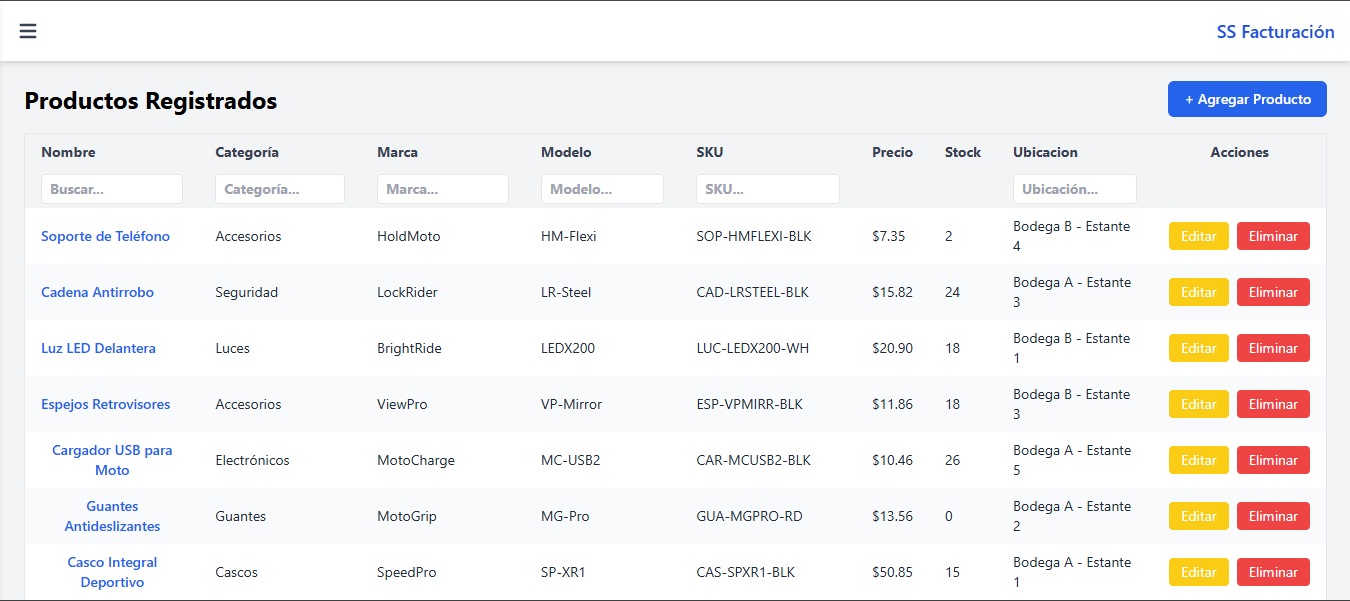 SS Facturación
Productos Registrados
+ Agregar Producto
Nombre Categoría Marca Modelo SKU Precio Stock Ubicacion Acciones
Buscar... Categoría... Marca... Modelo... SKU... Ubicación...
Soporte de Teléfono Accesorios HoldMoto HM-Flexi SOP-HMFLEXI-BLK $7.35 2 Bodega B - Estante 4 Editar Eliminar
Cadena Antirrobo Seguridad LockRider LR-Steel CAD-LRSTEEL-BLK $15.82 24 Bodega A - Estante 3 Editar Eliminar
Luz LED Delantera Luces BrightRide LEDX200 LUC-LEDX200-WH $20.90 18 Bodega B - Estante 1 Editar Eliminar
Espejos Retrovisores Accesorios ViewPro VP-Mirror ESP-VPMIRR-BLK $11.86 18 Bodega B - Estante 3 Editar Eliminar
Cargador USB para Moto Electrónicos MotoCharge MC-USB2 CAR-MCUSB2-BLK $10.46 26 Bodega A - Estante 5 Editar Eliminar
Guantes Antideslizantes Guantes MotoGrip MG-Pro GUA-MGPRO-RD $13.56 0 Bodega A - Estante 2 Editar Eliminar
Casco Integral Deportivo Cascos SpeedPro SP-XR1 CAS-SPXR1-BLK $50.85 15 Bodega A - Estante 1 Editar Eliminar